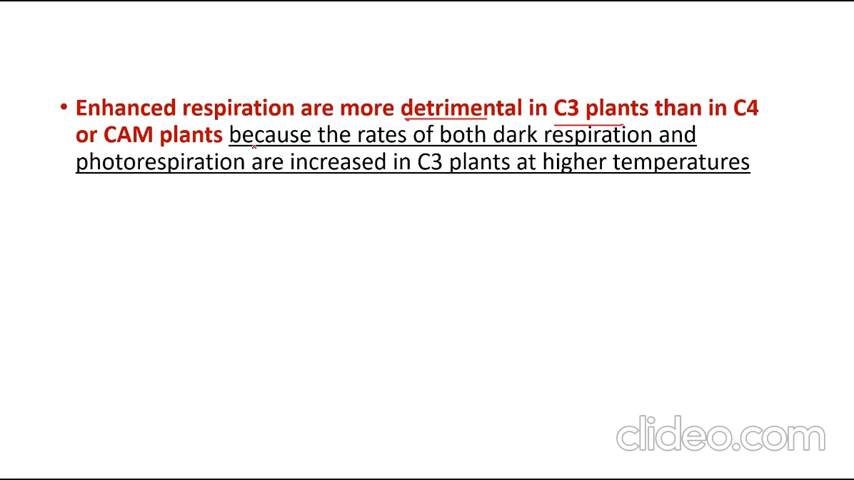 • Enhanced respiration are more detrimental in C3 plants than in C4
or CAM plants because the rates of both dark respiration and
photorespiration are increased in C3 plants at higher temperatures
clideo.com